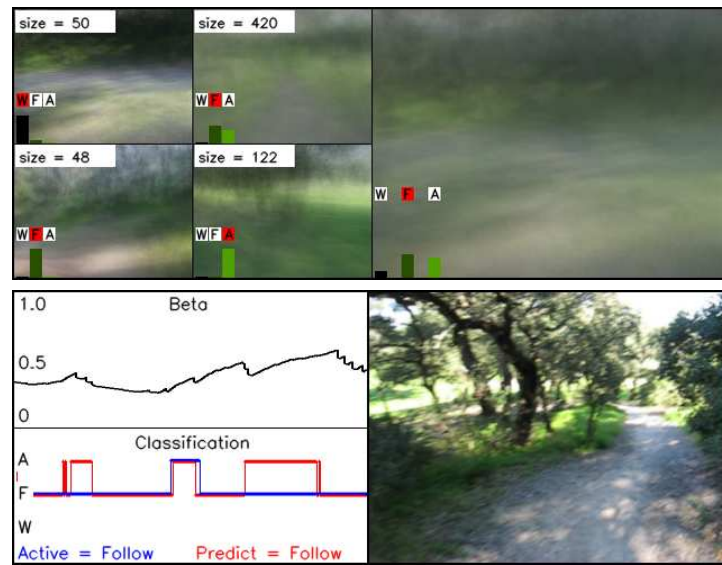 size = 50
size = 420
W F A
W F A
size = 48
size = 122
W F A
W F A
W F A
1.0
Beta
0.5
0
Classification
A
F
W
Active = Follow
Predict = Follow